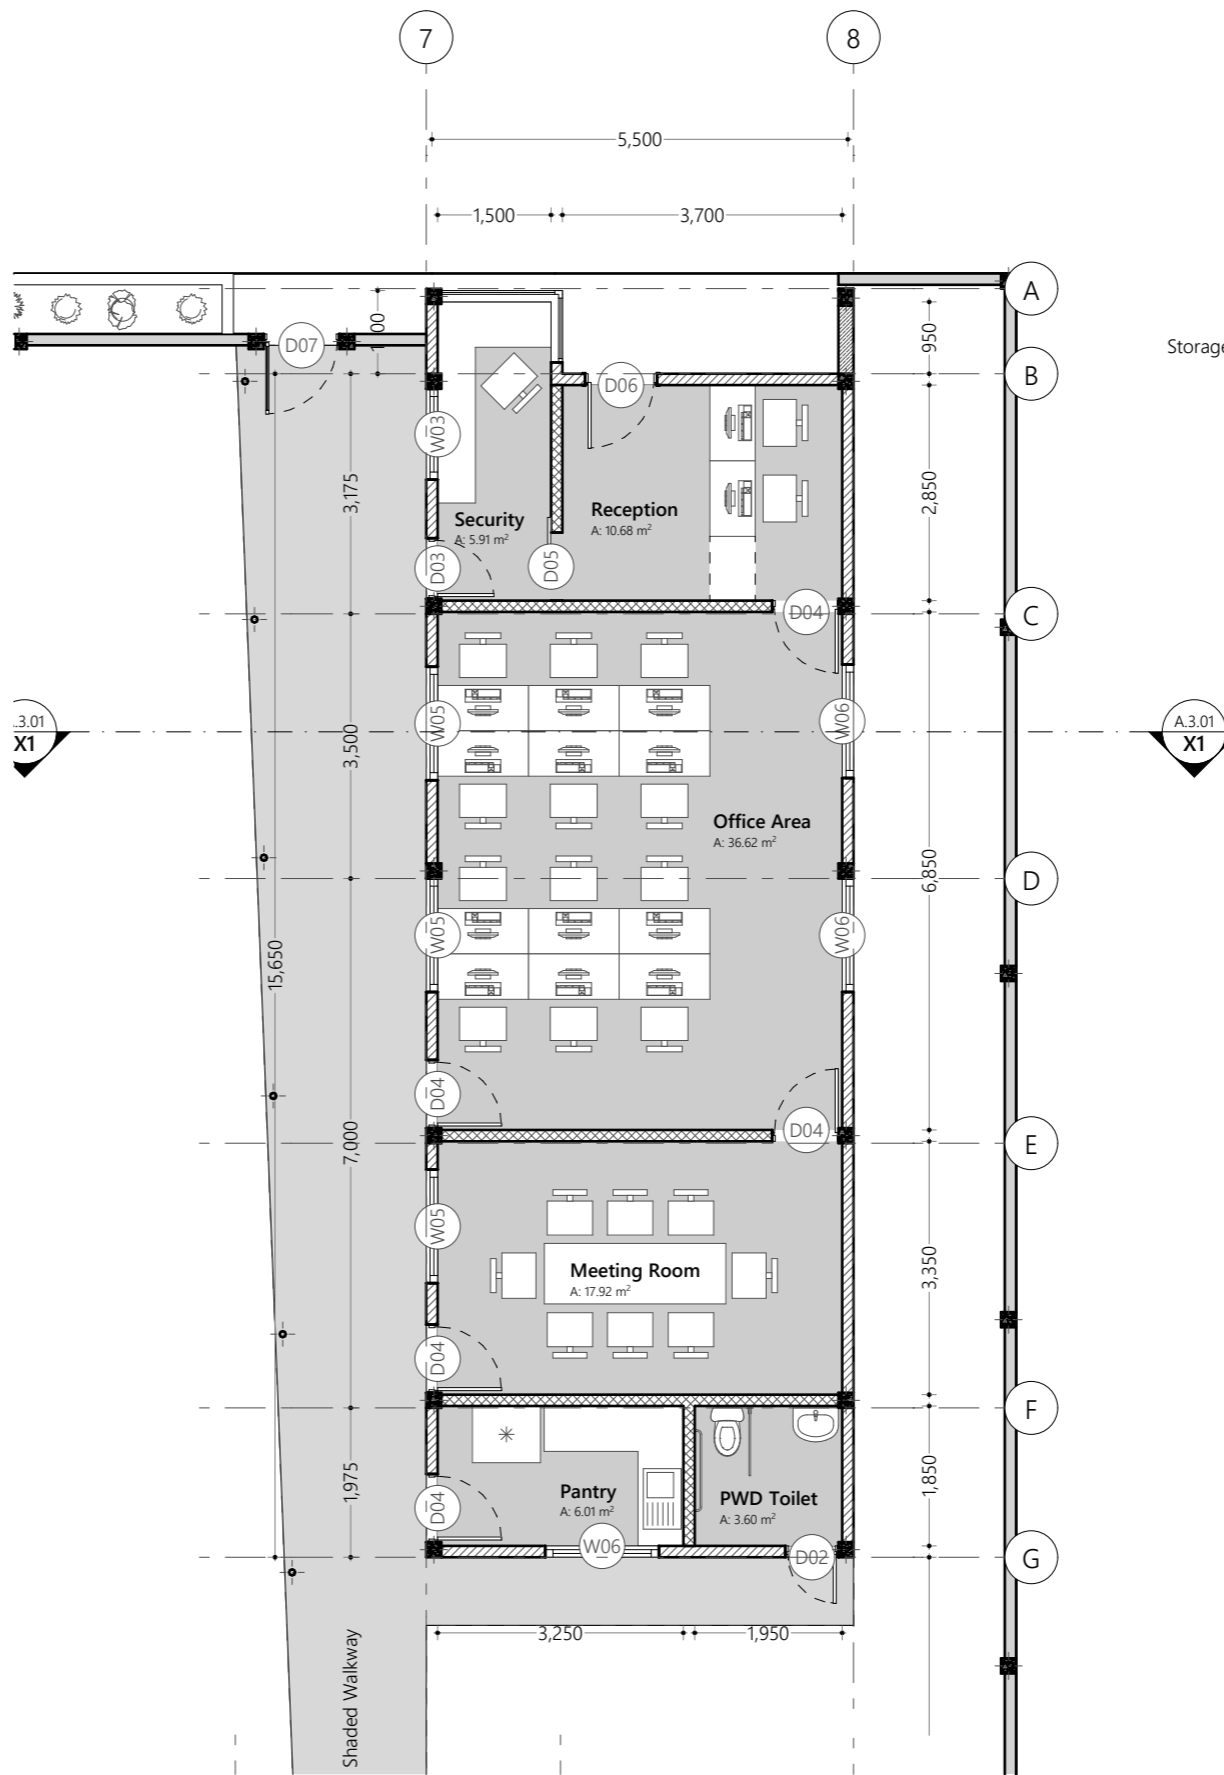 7
8
5,500
1,500
3,700
A
D07
950
Storage
B
D06
W03
3,175
2,850
Security
A: 5.91 m²
Reception
A: 10.68 m²
D03
D05
D04
C
A.3.01
X1
W05
W06
3,500
A.3.01
X1
Office Area
A: 36.62 m²
6,850
D
W05
W06
15,650
D04
D04
7,000
E
W05
Meeting Room
A: 17.92 m²
3,350
D04
F
Pantry
A: 6.01 m²
PWD Toilet
A: 3.60 m²
1,975
1,850
D04
W06
D02
G
3,250
1,950
Shaded Walkway